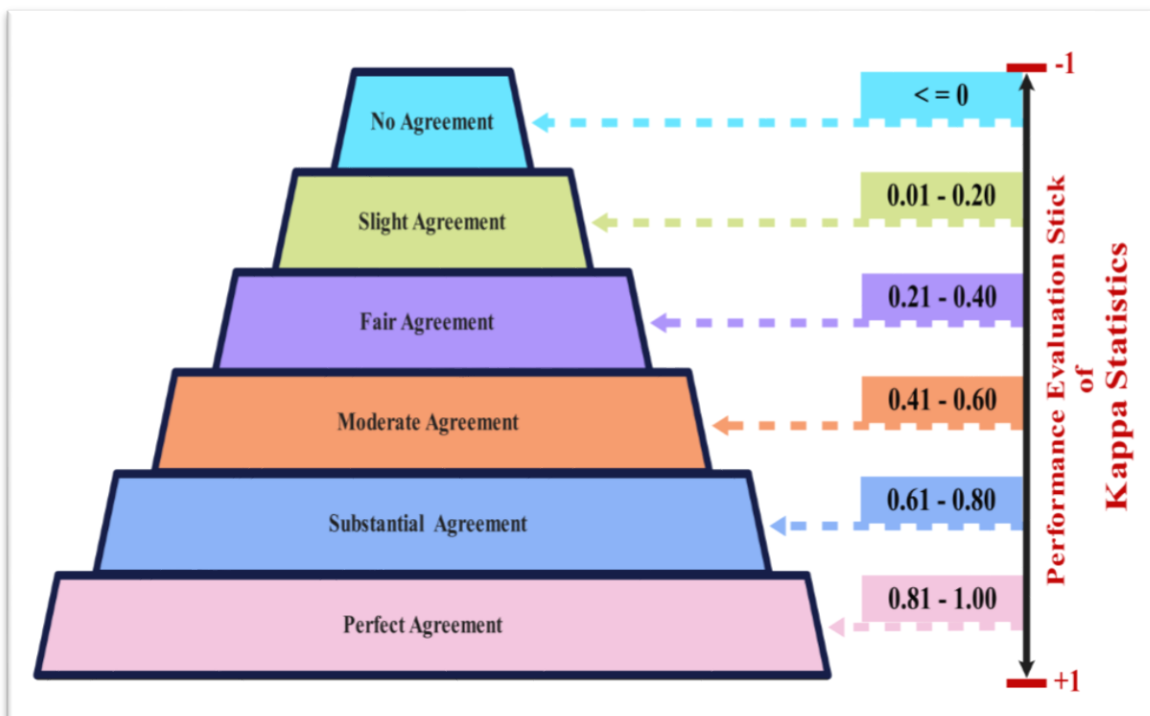 -1
No Agreement
< = 0
Slight Agreement
0.01 - 0.20
Fair Agreement
0.21 - 0.40
Moderate Agreement
0.41 - 0.60
Substantial Agreement
0.61 - 0.80
Perfect Agreement
0.81 - 1.00
+1
Performance Evaluation Stick
of
Kappa Statistics